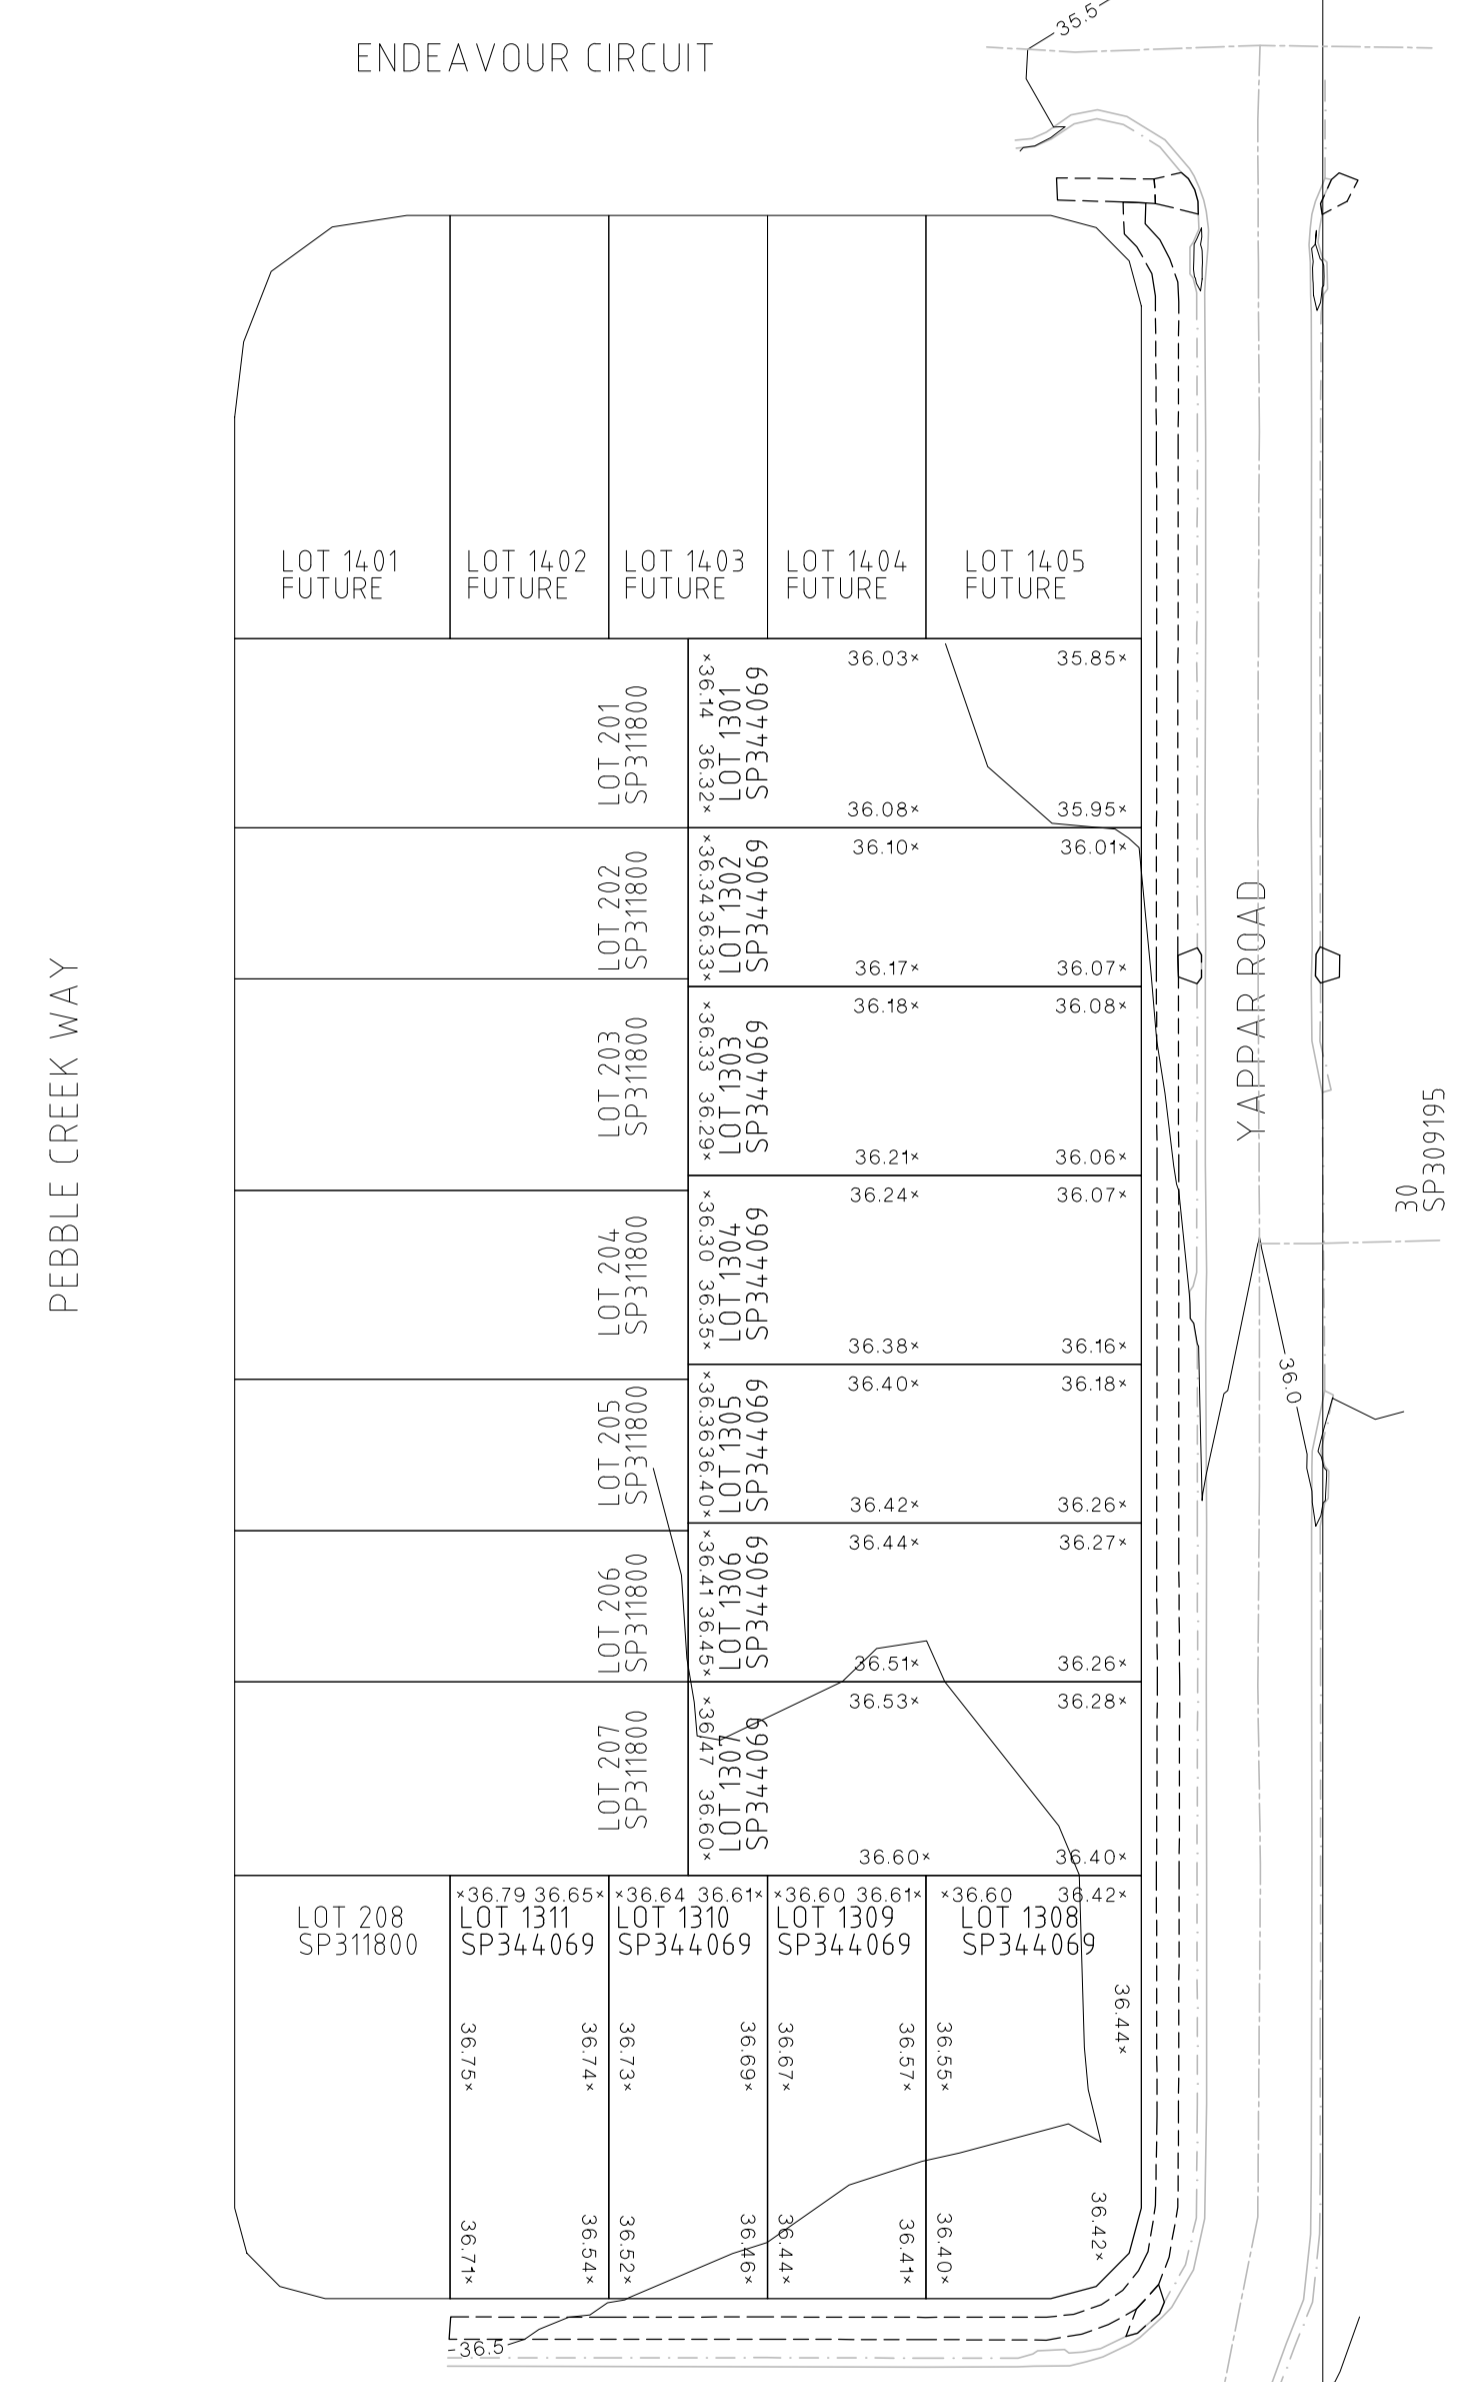 35.5
ENDEAVOUR CIRCUIT
LOT 1401
FUTURE
LOT 1402
FUTURE
LOT 1403
FUTURE
LOT 1404
FUTURE
LOT 1405
FUTURE
LOT 201
SP311800
×36.14 36.32×
LOT 1301
SP344069
36.03×
35.85×
36.08×
35.95×
LOT 202
SP311800
×36.34 36.33×
LOT 1302
SP344069
36.10×
36.01×
36.17×
36.07×
LOT 203
SP311800
×36.33 36.29×
LOT 1303
SP344069
36.18×
36.08×
36.21×
36.06×
LOT 204
SP311800
×36.30 36.35×
LOT 1304
SP344069
36.24×
36.07×
36.38×
36.16×
LOT 205
SP311800
×36.36 36.40×
LOT 1305
SP344069
36.40×
36.18×
36.42×
36.26×
LOT 206
SP311800
×36.41 36.45×
LOT 1306
SP344069
36.44×
36.27×
36.51×
36.26×
LOT 207
SP311800
×36.47 36.60×
LOT 1307
SP344069
36.53×
36.28×
36.60×
36.40×
PEBBLE CREEK WAY
YAPPAR ROAD
30
SP309195
36.0
LOT 208
SP311800
×36.79 36.65×
LOT 1311
SP344069
×36.64 36.61×
LOT 1310
SP344069
×36.60 36.61×
LOT 1309
SP344069
×36.60 36.42×
LOT 1308
SP344069
36.44×
36.75×
36.74×
36.73×
36.69×
36.67×
36.57×
36.55×
36.71×
36.54×
36.52×
36.46×
36.44×
36.41×
36.40×
36.42×
36.5